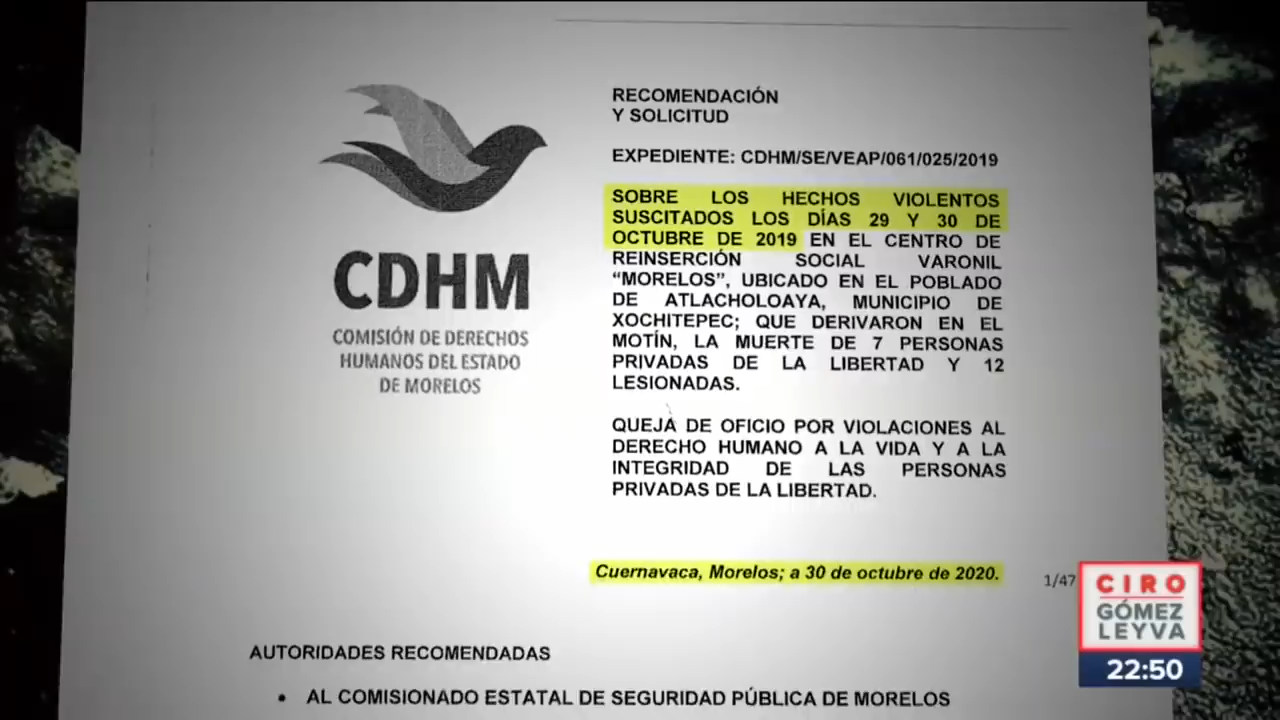 RECOMENDACIÓN
Y SOLICITUD
EXPEDIENTE: CDHM/SE/VEAP/061/025/2019
SOBRE LOS HECHOS VIOLENTOS
SUSCITADOS LOS DÍAS 29 Y 30 DE
OCTUBRE DE 2019 EN EL CENTRO DE
REINSERCIÓN SOCIAL VARONIL
“MORELOS”, UBICADO EN EL POBLADO
DE ATLACHOLOAYA, MUNICIPIO DE
XOCHITEPEC; QUE DERIVARON EN EL
MOTÍN, LA MUERTE DE 7 PERSONAS
PRIVADAS DE LA LIBERTAD Y 12
LESIONADAS.
QUEJA DE OFICIO POR VIOLACIONES AL
DERECHO HUMANO A LA VIDA Y A LA
INTEGRIDAD DE LAS PERSONAS
PRIVADAS DE LA LIBERTAD.
CDHM
COMISIÓN DE DERECHOS
HUMANOS DEL ESTADO
DE MORELOS
Cuernavaca, Morelos; a 30 de octubre de 2020.
1/47
AUTORIDADES RECOMENDADAS
• AL COMISIONADO ESTATAL DE SEGURIDAD PÚBLICA DE MORELOS
CIRO
GÓMEZ
LEYVA
22:50